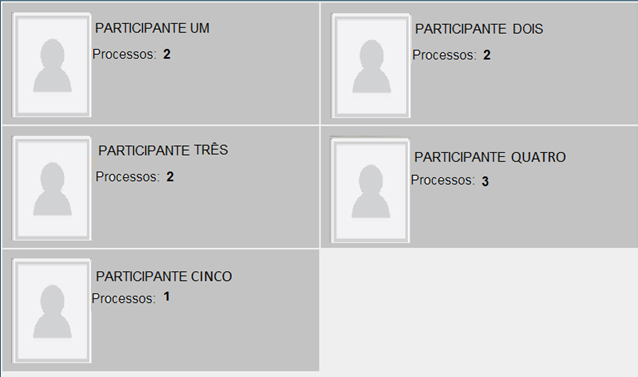 PARTICIPANTE UM
Processos: 2
PARTICIPANTE DOIS
Processos: 2
PARTICIPANTE TRÊS
Processos: 2
PARTICIPANTE QUATRO
Processos: 3
PARTICIPANTE CINCO
Processos: 1